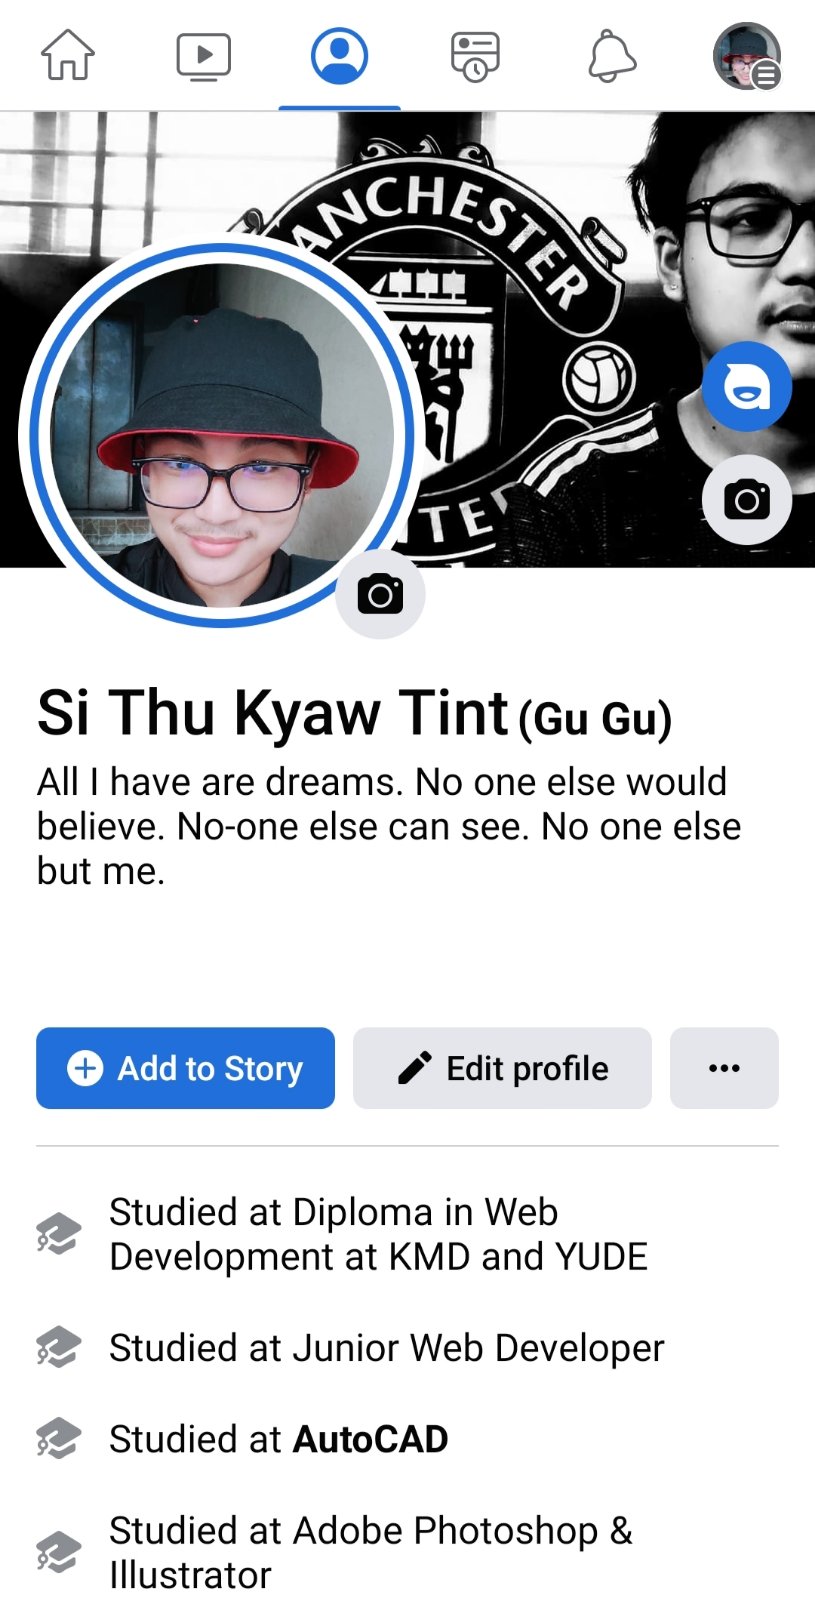 MANCHESTER
ITE
Si Thu Kyaw Tint (Gu Gu)
All I have are dreams. No one else would
believe. No-one else can see. No one else
but me.
Add to Story
Edit profile
Studied at Diploma in Web
Development at KMD and YUDE
Studied at Junior Web Developer
Studied at AutoCAD
Studied at Adobe Photoshop &
Illustrator